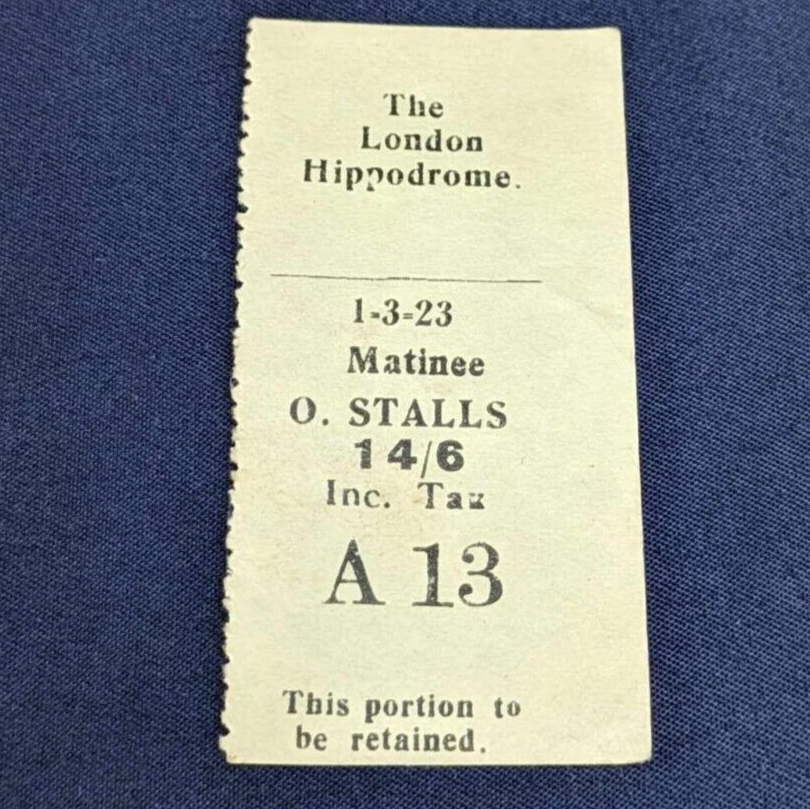 The
London
Hippodrome.
1-3-23
Matinee
O. STALLS
14/6
Inc. Tax
A 13
This portion to
be retained.